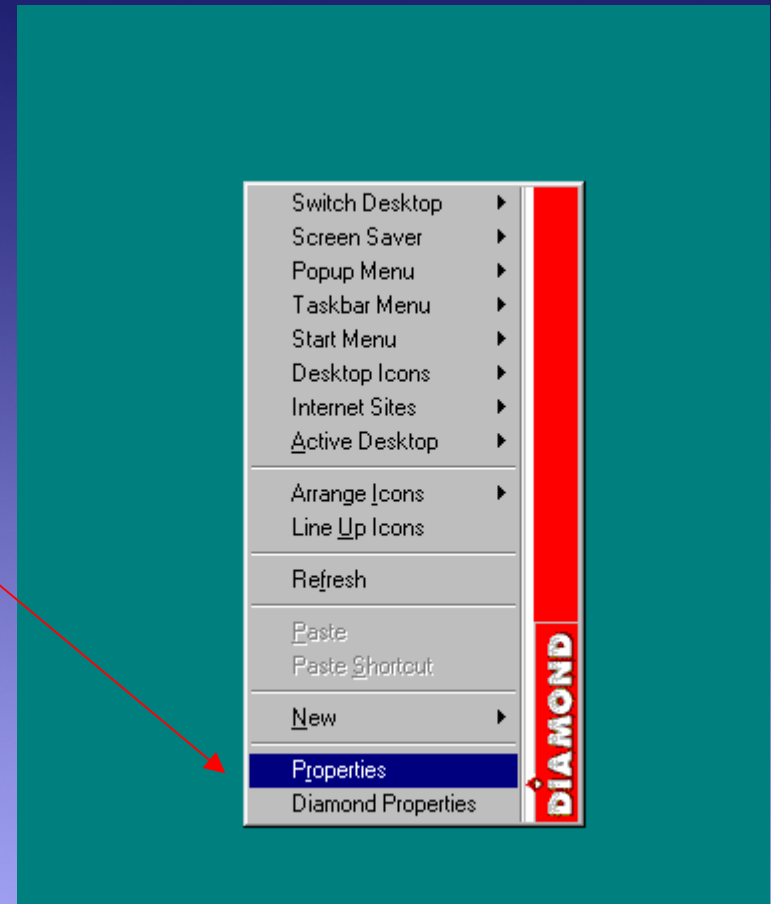 Switch Desktop
Screen Saver
Popup Menu
Taskbar Menu
Start Menu
Desktop Icons
Internet Sites
Active Desktop
Arrange Icons
Line Up Icons
Refresh
Paste
Paste Shortcut
New
Properties
Diamond Properties
DIAMOND